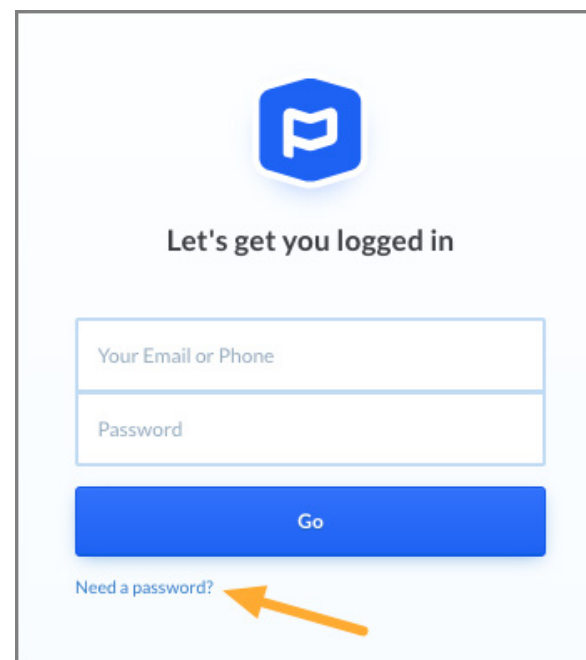 Let's get you logged in
Your Email or Phone
Password
Go
Need a password?